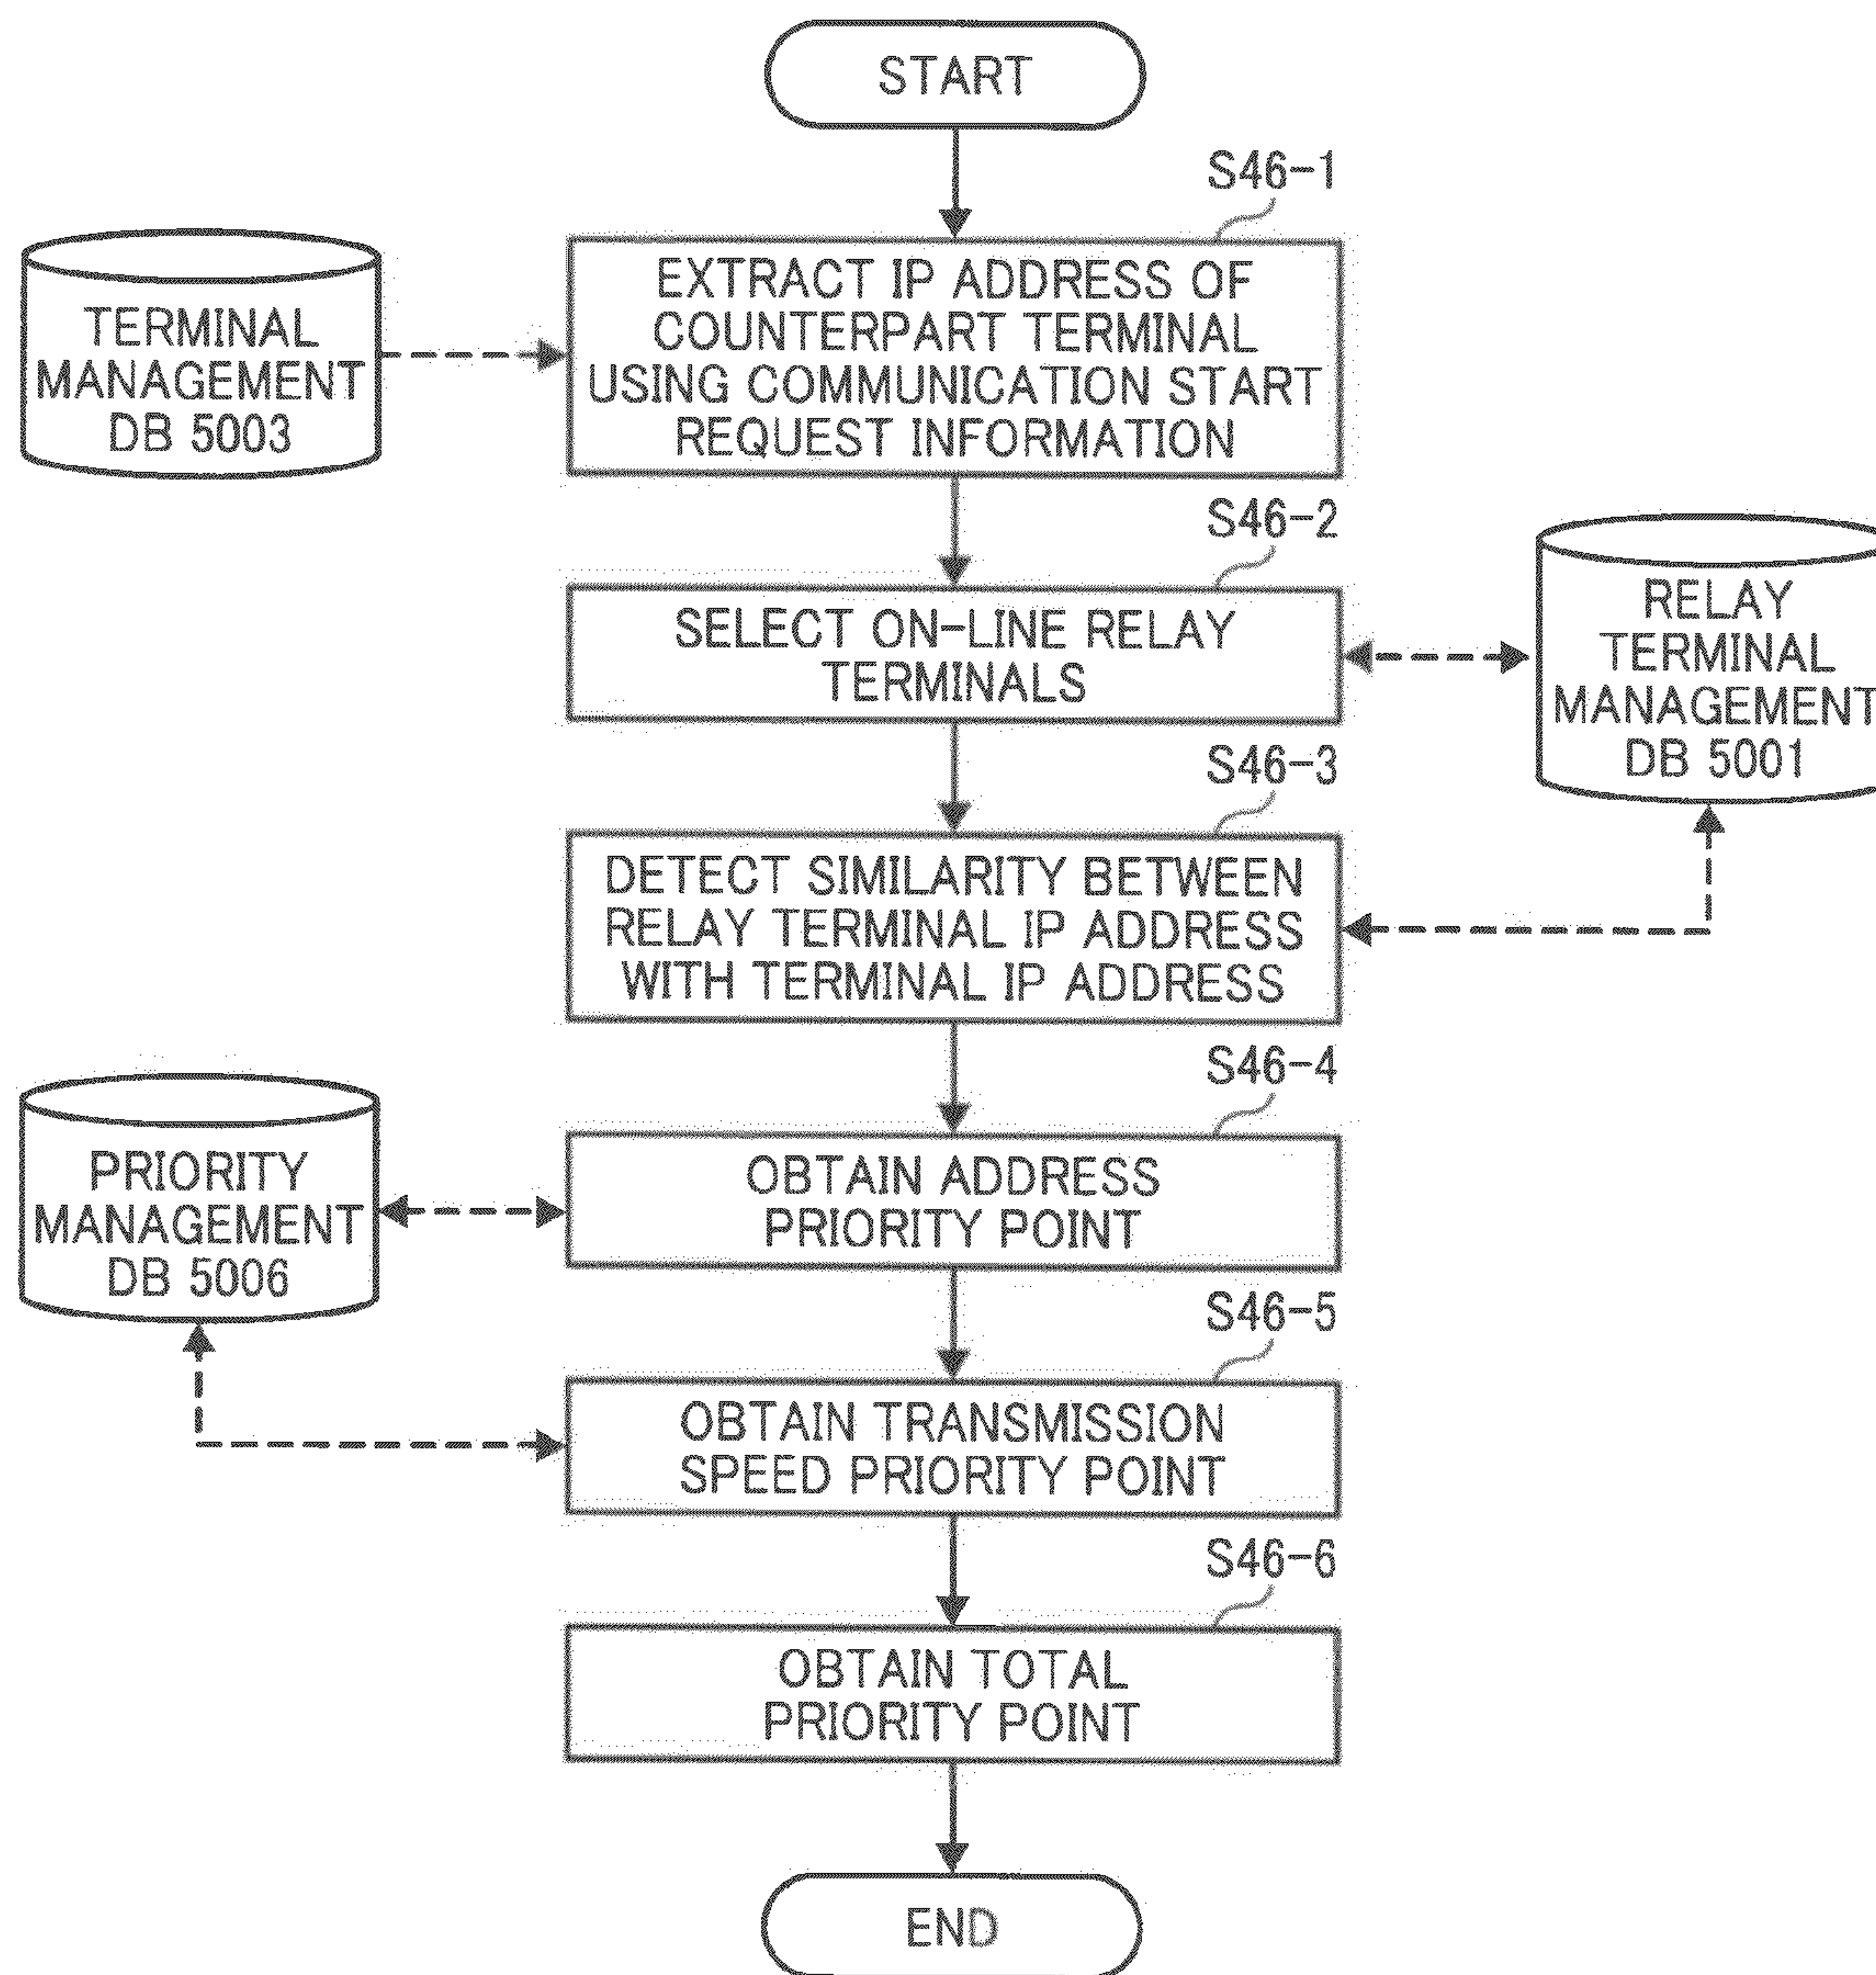 START
S46-1
EXTRACT IP ADDRESS OF
COUNTERPART TERMINAL
USING COMMUNICATION START
REQUEST INFORMATION
TERMINAL
MANAGEMENT
DB 5003
S46-2
SELECT ON-LINE RELAY
TERMINALS
RELAY
TERMINAL
MANAGEMENT
DB 5001
S46-3
DETECT SIMILARITY BETWEEN
RELAY TERMINAL IP ADDRESS
WITH TERMINAL IP ADDRESS
S46-4
OBTAIN ADDRESS
PRIORITY POINT
PRIORITY
MANAGEMENT
DB 5006
S46-5
OBTAIN TRANSMISSION
SPEED PRIORITY POINT
S46-6
OBTAIN TOTAL
PRIORITY POINT
END